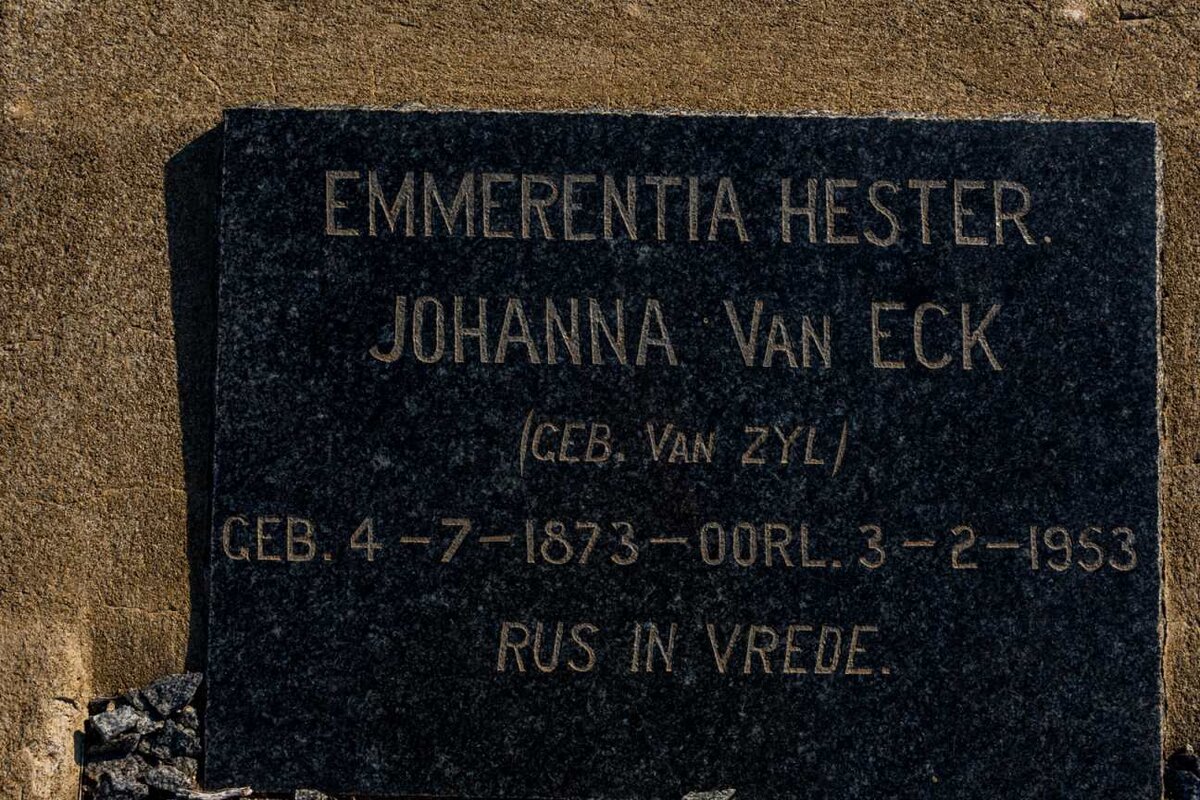 EMMERENTIA HESTER.
JOHANNA VAN ECK
(GEB. VAN ZYL)
GEB. 4-7-1873-OORL. 3-2-1953
RUS IN VREDE.